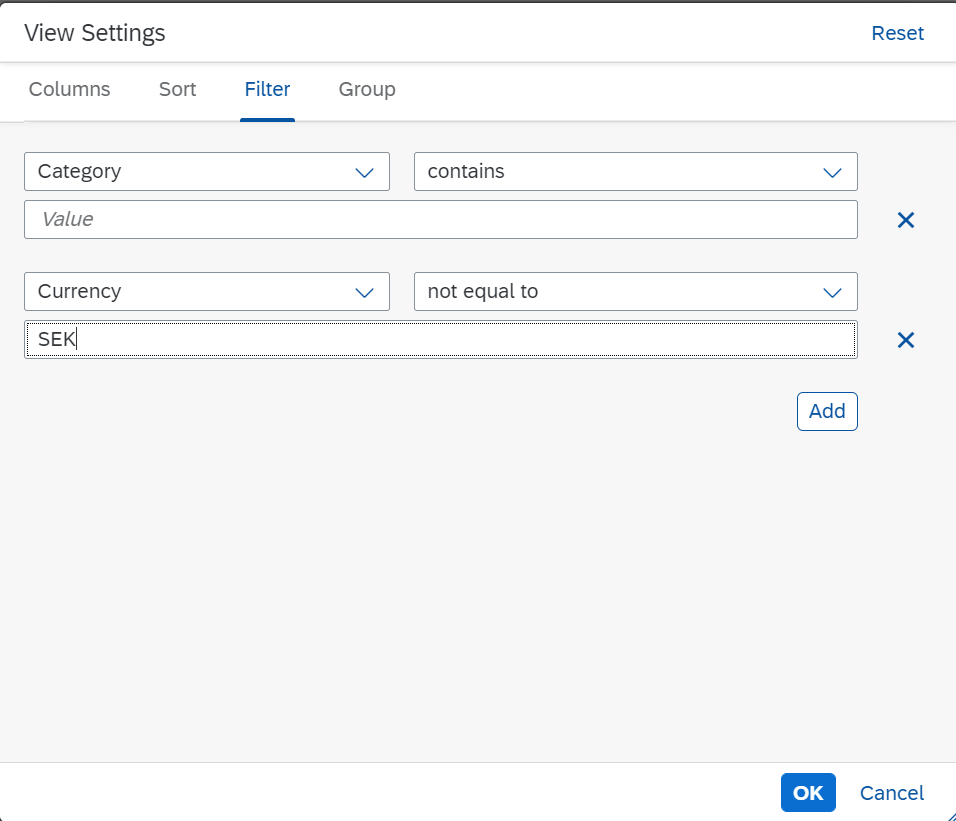 View Settings Reset
Columns Sort Filter Group
Category contains
Value
Currency not equal to
SEK
Add
OK Cancel